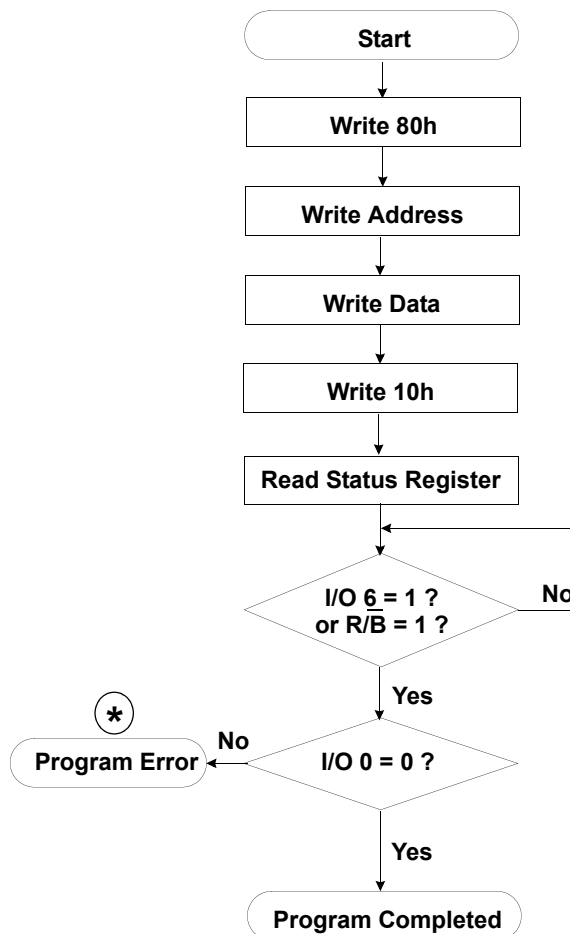 Start
Write 80h
Write Address
Write Data
Write 10h
Read Status Register
I/O 6 = 1 ?
or R/B̅ = 1 ?
No
Yes
*
No
Program Error
I/O 0 = 0 ?
Yes
Program Completed